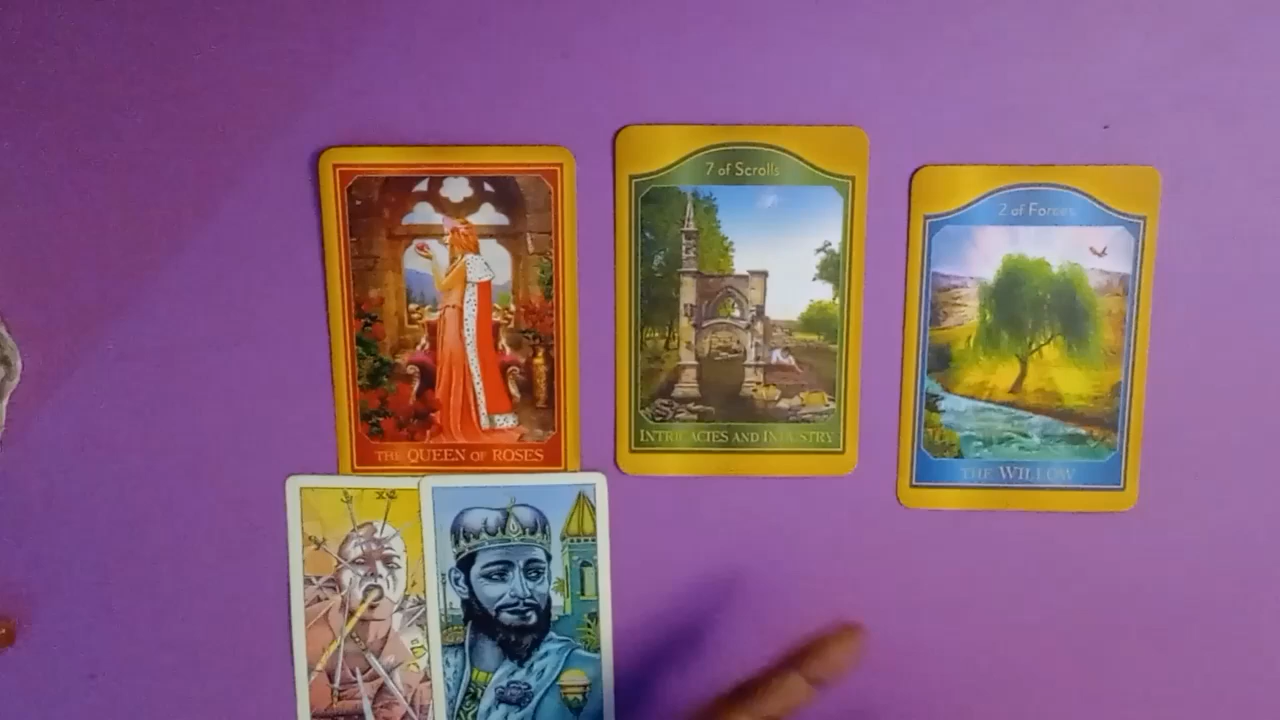 THE QUEEN OF ROSES
7 of Scrolls
INTRICACIES AND INDUSTRY
2 of Forces
THE WILLOW